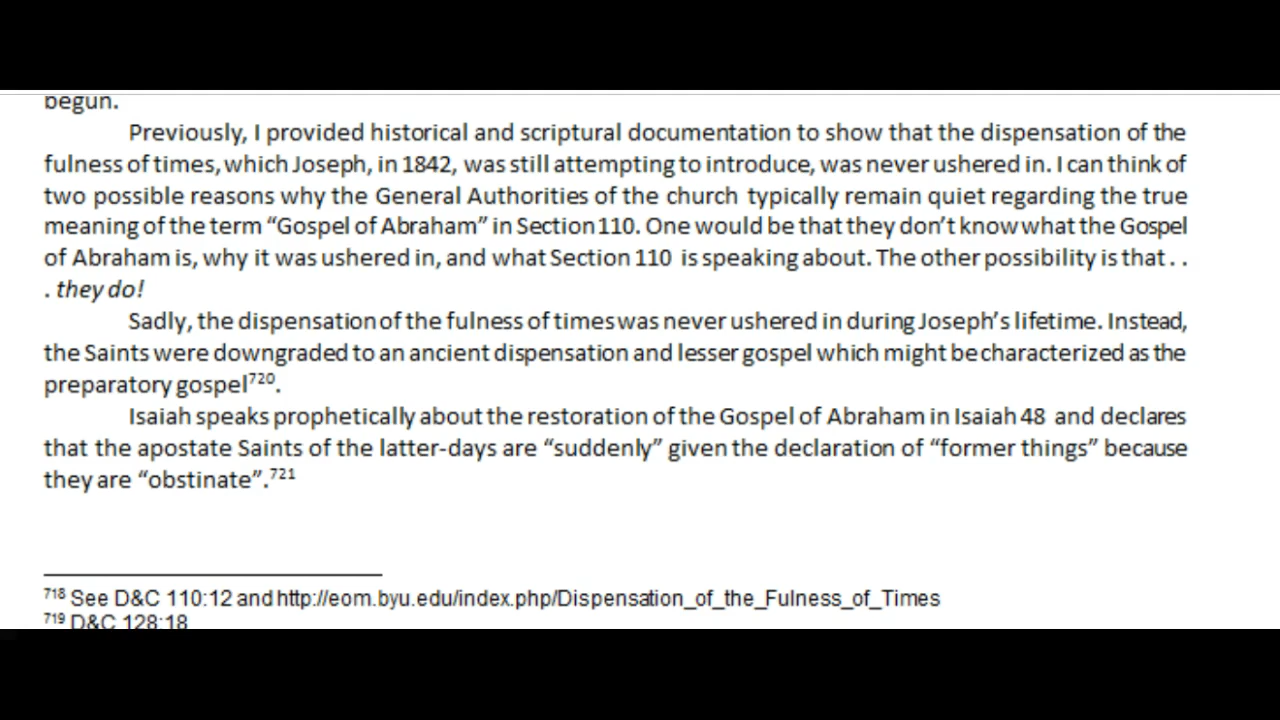 begun.
Previously, I provided historical and scriptural documentation to show that the dispensation of the
fulness of times, which Joseph, in 1842, was still attempting to introduce, was never ushered in. I can think of
two possible reasons why the General Authorities of the church typically remain quiet regarding the true
meaning of the term “Gospel of Abraham” in Section 110. One would be that they don’t know what the Gospel
of Abraham is, why it was ushered in, and what Section 110 is speaking about. The other possibility is that . .
. they do!
Sadly, the dispensation of the fulness of times was never ushered in during Joseph’s lifetime. Instead,
the Saints were downgraded to an ancient dispensation and lesser gospel which might be characterized as the
preparatory gospel720.
Isaiah speaks prophetically about the restoration of the Gospel of Abraham in Isaiah 48 and declares
that the apostate Saints of the latter-days are “suddenly” given the declaration of “former things” because
they are “obstinate”.721
718 See D&C 110:12 and http://eom.byu.edu/index.php/Dispensation_of_the_Fulness_of_Times
719 D&C 128:18